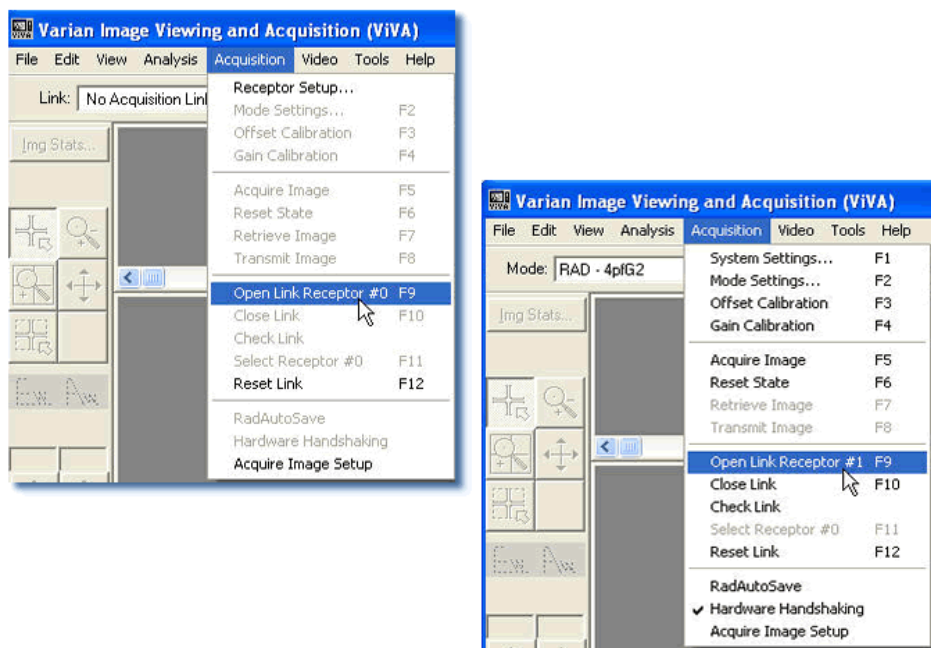 Varian Image Viewing and Acquisition (ViVA)
File Edit View Analysis Acquisition Video Tools Help
Link: No Acquisition Link
Img Stats...
Receptor Setup...
Mode Settings... F2
Offset Calibration F3
Gain Calibration F4
Acquire Image F5
Reset State F6
Retrieve Image F7
Transmit Image F8
Open Link Receptor #0 F9
Close Link F10
Check Link
Select Receptor #0 F11
Reset Link F12
RadAutoSave
Hardware Handshaking
Acquire Image Setup
Varian Image Viewing and Acquisition (ViVA)
File Edit View Analysis Acquisition Video Tools Help
Mode: RAD - 4pfG2
Img Stats...
System Settings... F1
Mode Settings... F2
Offset Calibration F3
Gain Calibration F4
Acquire Image F5
Reset State F6
Retrieve Image F7
Transmit Image F8
Open Link Receptor #1 F9
Close Link F10
Check Link
Select Receptor #0 F11
Reset Link F12
RadAutoSave
Hardware Handshaking
Acquire Image Setup